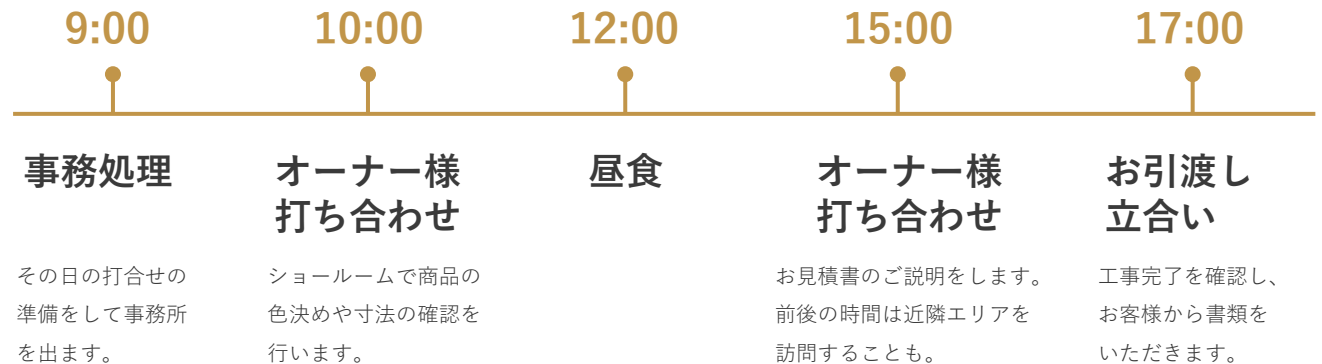 9:00
事務処理
その日の打合せの
準備をして事務所
を出ます。
10:00
オーナー様
打ち合わせ
ショールームで商品の
色決めや寸法の確認を
行います。
12:00
昼食
15:00
オーナー様
打ち合わせ
お見積書のご説明をします。
前後の時間は近隣エリアを
訪問することも。
17:00
お引渡し
立合い
工事完了を確認し、
お客様から書類を
いただきます。